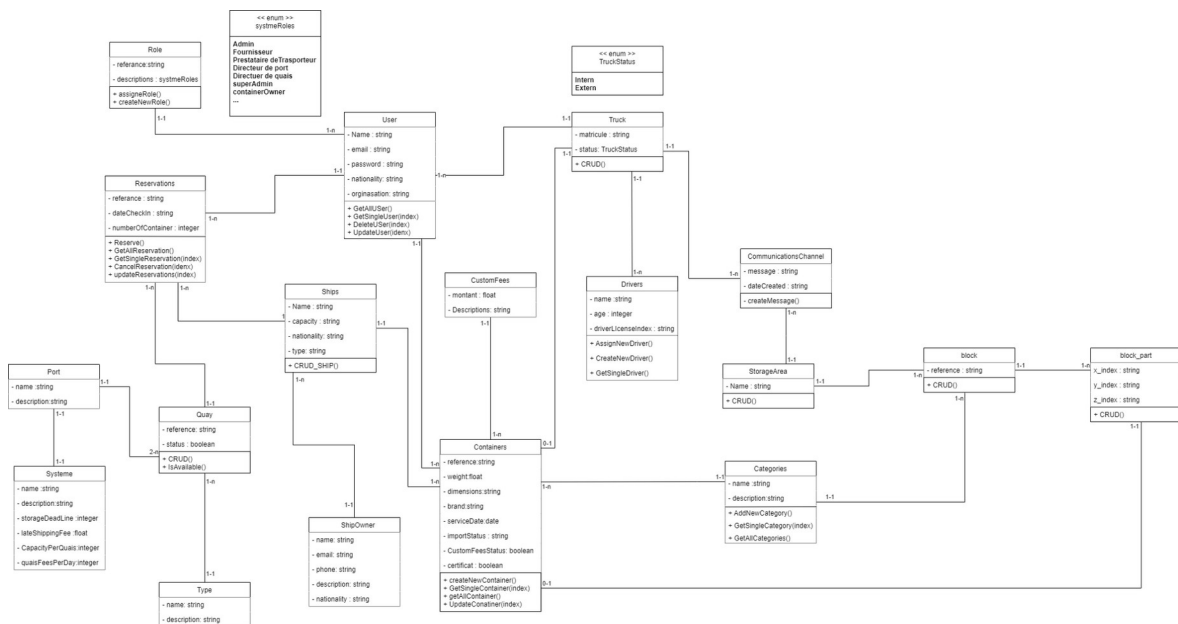 << enum >>
systmeRoles
Admin
Fournisseur
Prestataire deTrasporteur
Directeur de port
Directuer de quais
superAdmin
containerOwner
...
Role
- referance:string
- descriptions : systmeRoles
+ assigneRole()
+ createNewRole()
1-1
1-n
<< enum >>
TruckStatus
Intern
Extern
User
- Name : string
- email : string
- password : string
- nationality: string
- orginasation: string
+ GetAllUSer()
+ GetSingleUser(index)
+ DeleteUSer(index)
+ UpdateUser(idenx)
1-1
1-n
1-1
Truck
- matricule : string
- status: TruckStatus
+ CRUD()
1-1
1-1
1-1
1-1
Reservations
- referance : string
- dateCheckIn : string
- numberOfContainer : integer
+ Reserve()
+ GetAllReservation()
+ GetSingleReservation(index)
+ CancelReservation(idenx)
+ updateReservations(index)
1-n
1-n
1-n
CommunicationsChannel
- message : string
- dateCreated : string
- createMessage()
1-n
1-n
CustomFees
- montant : float
- Descriptions: string
1-1
Drivers
- name :string
- age : integer
- driverLIcenseIndex : string
+ AssignNewDriver()
+ CreateNewDriver()
+ GetSingleDriver()
1-n
Ships
- Name : string
- capacity : string
- nationality: string
- type: string
+ CRUD_SHIP()
1-1
1-n
StorageArea
- Name : string
+ CRUD()
1-1
1-1
block
- reference : string
+ CRUD()
1-n
1-1
1-n
block_part
x_index : string
y_index : string
z_index : string
+ CRUD()
1-n
1-1
Port
- name :string
- description:string
1-1
1-1
Quay
- reference: string
- status : boolean
+ CRUD()
+ IsAvailable()
1-1
2-n
1-n
Systeme
- name :string
- description:string
- storageDeadLine :integer
- lateShippingFee :float
- CapacityPerQuais:integer
- quaisFeesPerDay:integer
1-1
Containers
- reference:string
- weight:float
- dimensions:string
- brand:string
- serviceDate:date
- importStatus : string
- CustomFeesStatus: boolean
- certificat : boolean
+ createNewContainer()
+ GetSingleContainer(index)
+ getAllContainer()
+ UpdateConatiner(index)
1-n
0-1
1-n
1-n
1-n
0-1
Categories
- name :string
- description:string
+ AddNewCategory()
+ GetSingleCategory(index)
+ GetAllCategories()
1-1
1-1
ShipOwner
- name: string
- email: string
- phone: string
- description: string
- nationality : string
1-1
Type
- name: string
- description: string
1-1